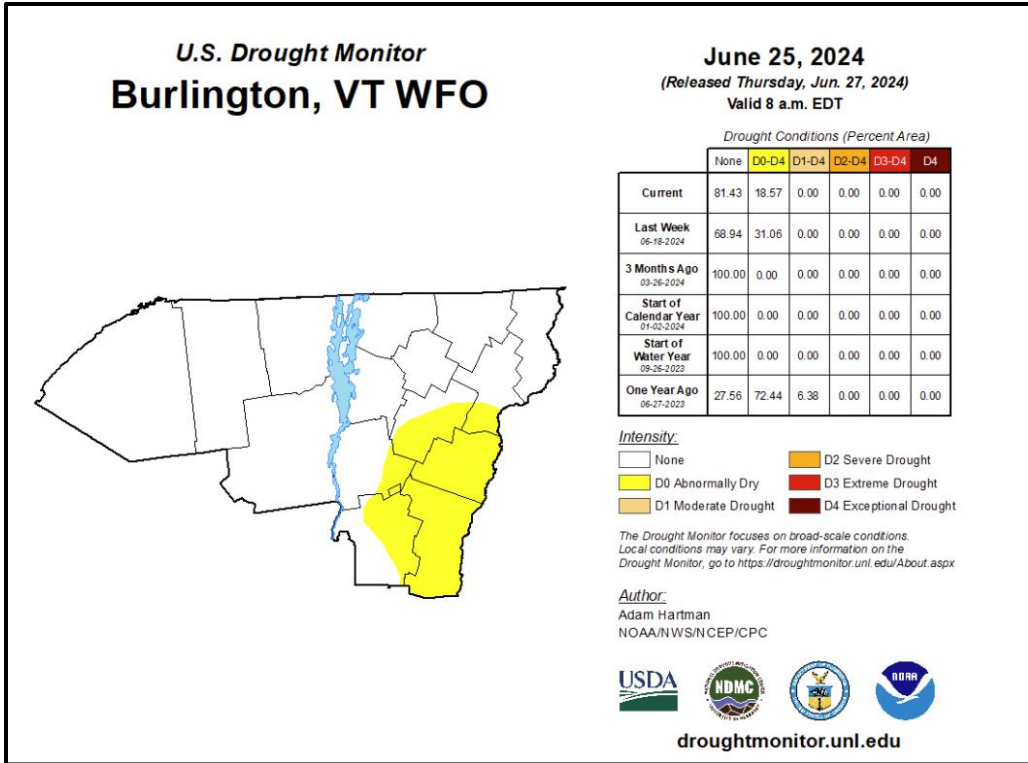 U.S. Drought Monitor
Burlington, VT WFO
June 25, 2024
(Released Thursday, Jun. 27, 2024)
Valid 8 a.m. EDT
Drought Conditions (Percent Area)
None D0-D4 D1-D4 D2-D4 D3-D4 D4
Current 81.43 18.57 0.00 0.00 0.00 0.00
Last Week
06-18-2024 68.94 31.06 0.00 0.00 0.00 0.00
3 Months Ago
03-26-2024 100.00 0.00 0.00 0.00 0.00 0.00
Start of
Calendar Year
01-02-2024 100.00 0.00 0.00 0.00 0.00 0.00
Start of
Water Year
09-26-2023 100.00 0.00 0.00 0.00 0.00 0.00
One Year Ago
06-27-2023 27.56 72.44 6.38 0.00 0.00 0.00
Intensity:
None
D0 Abnormally Dry
D1 Moderate Drought
D2 Severe Drought
D3 Extreme Drought
D4 Exceptional Drought
The Drought Monitor focuses on broad-scale conditions.
Local conditions may vary. For more information on the
Drought Monitor, go to https://droughtmonitor.unl.edu/About.aspx
Author:
Adam Hartman
NOAA/NWS/NCEP/CPC
USDA
NDMC
NOAA
droughtmonitor.unl.edu